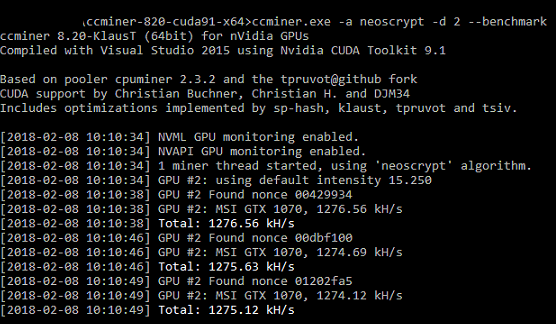 \ccminer-820-cuda91-x64>ccminer.exe -a neoscrypt -d 2 --benchmark
ccminer 8.20-KlausT (64bit) for nVidia GPUs
Compiled with Visual Studio 2015 using Nvidia CUDA Toolkit 9.1
Based on pooler cpuminer 2.3.2 and the tpruvot@github fork
CUDA support by Christian Buchner, Christian H. and DJM34
Includes optimizations implemented by sp-hash, klaust, tpruvot and tsiv.
[2018-02-08 10:10:34] NVML GPU monitoring enabled.
[2018-02-08 10:10:34] NVAPI GPU monitoring enabled.
[2018-02-08 10:10:34] 1 miner thread started, using 'neoscrypt' algorithm.
[2018-02-08 10:10:34] GPU #2: using default intensity 15.250
[2018-02-08 10:10:38] GPU #2 Found nonce 00429934
[2018-02-08 10:10:38] GPU #2: MSI GTX 1070, 1276.56 kH/s
[2018-02-08 10:10:38] Total: 1276.56 kH/s
[2018-02-08 10:10:46] GPU #2 Found nonce 00dbf100
[2018-02-08 10:10:46] GPU #2: MSI GTX 1070, 1274.69 kH/s
[2018-02-08 10:10:46] Total: 1275.63 kH/s
[2018-02-08 10:10:49] GPU #2 Found nonce 01202fa5
[2018-02-08 10:10:49] GPU #2: MSI GTX 1070, 1274.12 kH/s
[2018-02-08 10:10:49] Total: 1275.12 kH/s